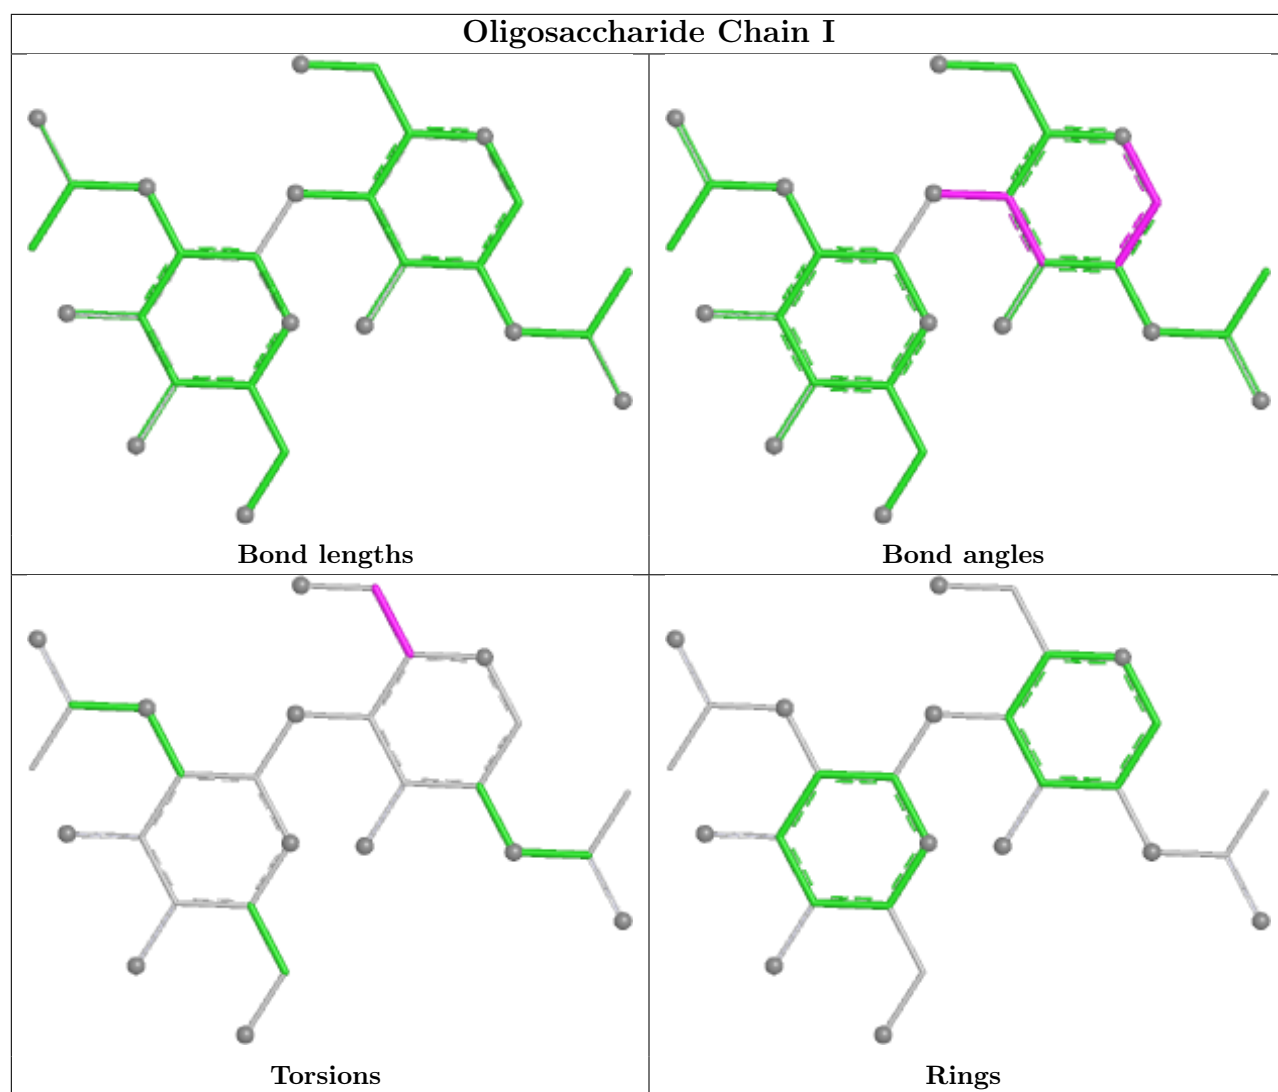 Oligosaccharide Chain I
Bond lengths
Bond angles
Torsions
Rings